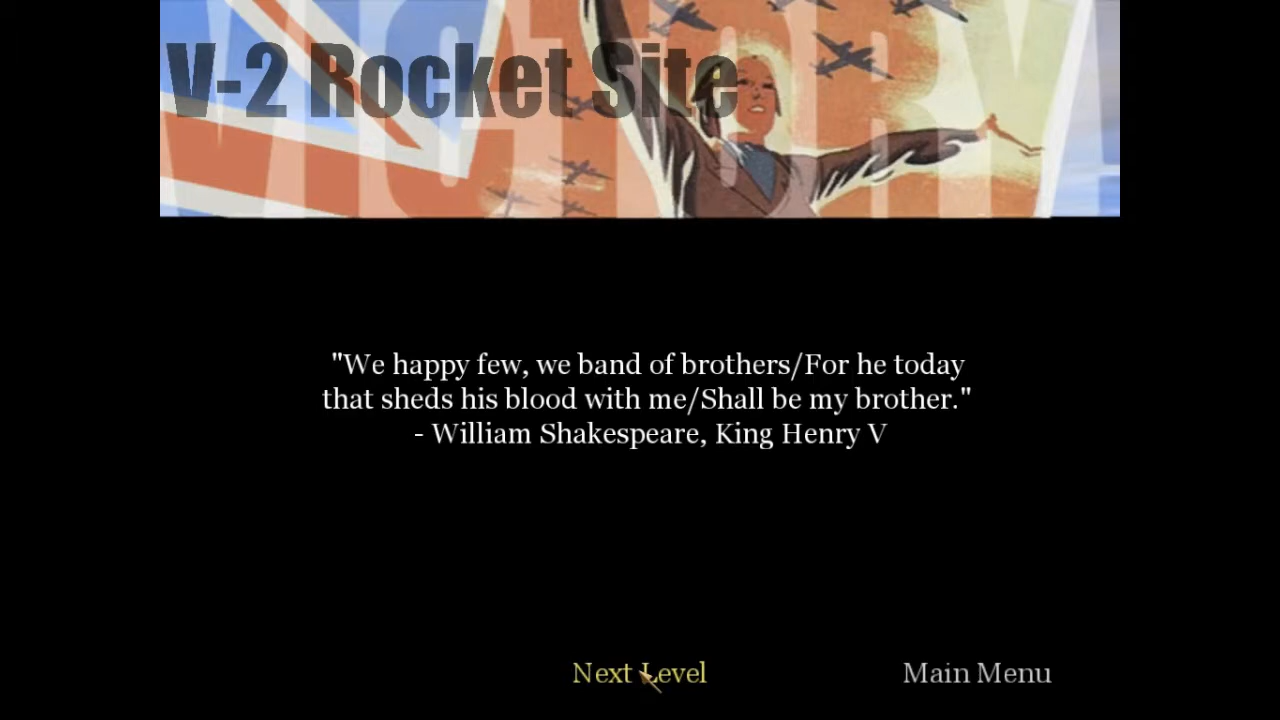 VICTORY
V-2 Rocket Site
"We happy few, we band of brothers/For he today
that sheds his blood with me/Shall be my brother."
- William Shakespeare, King Henry V
Next Level
Main Menu